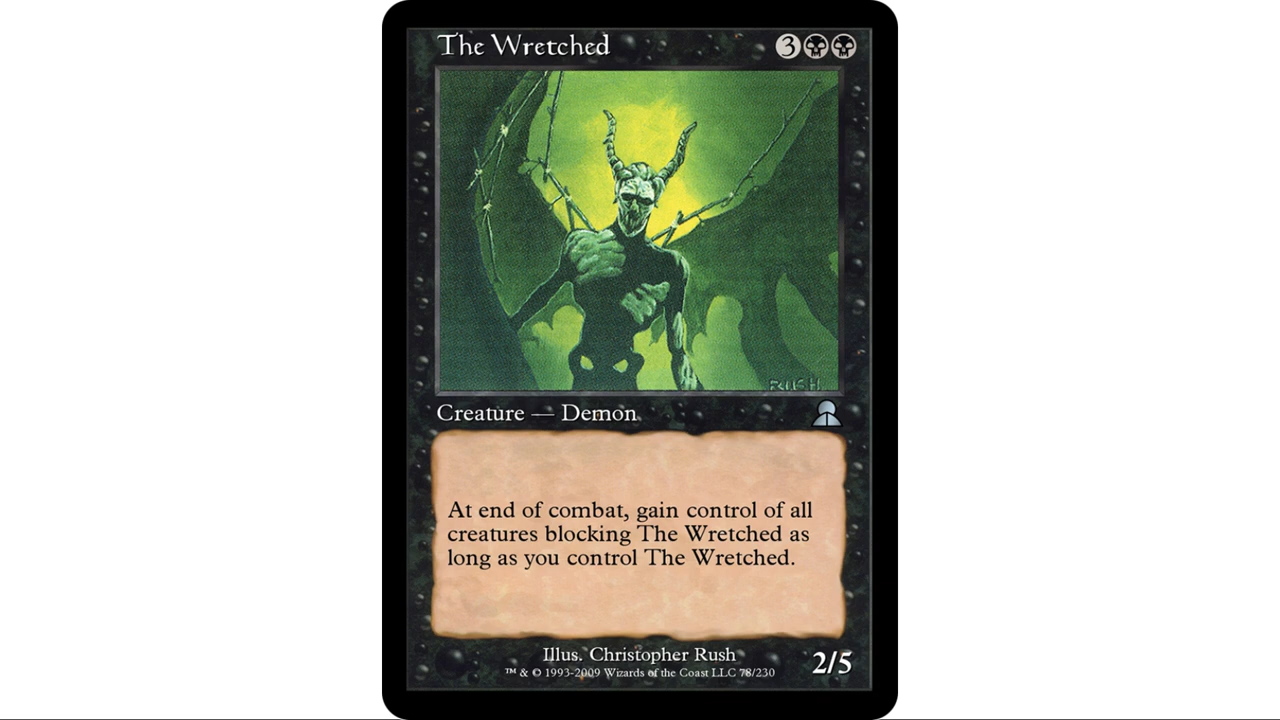 The Wretched 3
RUSH
Creature — Demon
At end of combat, gain control of all
creatures blocking The Wretched as
long as you control The Wretched.
Illus. Christopher Rush
™ & © 1993-2009 Wizards of the Coast LLC 78/230
2/5